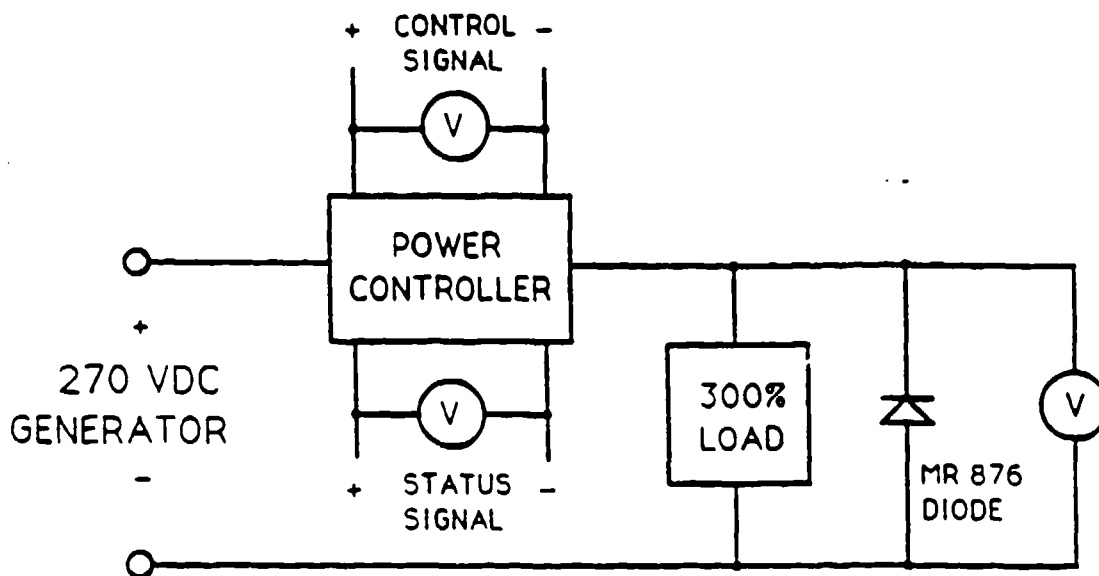 + CONTROL -
SIGNAL
V
POWER
CONTROLLER
+
270 VDC
GENERATOR
-
V
+ STATUS -
SIGNAL
300%
LOAD
V
MR 876
DIODE